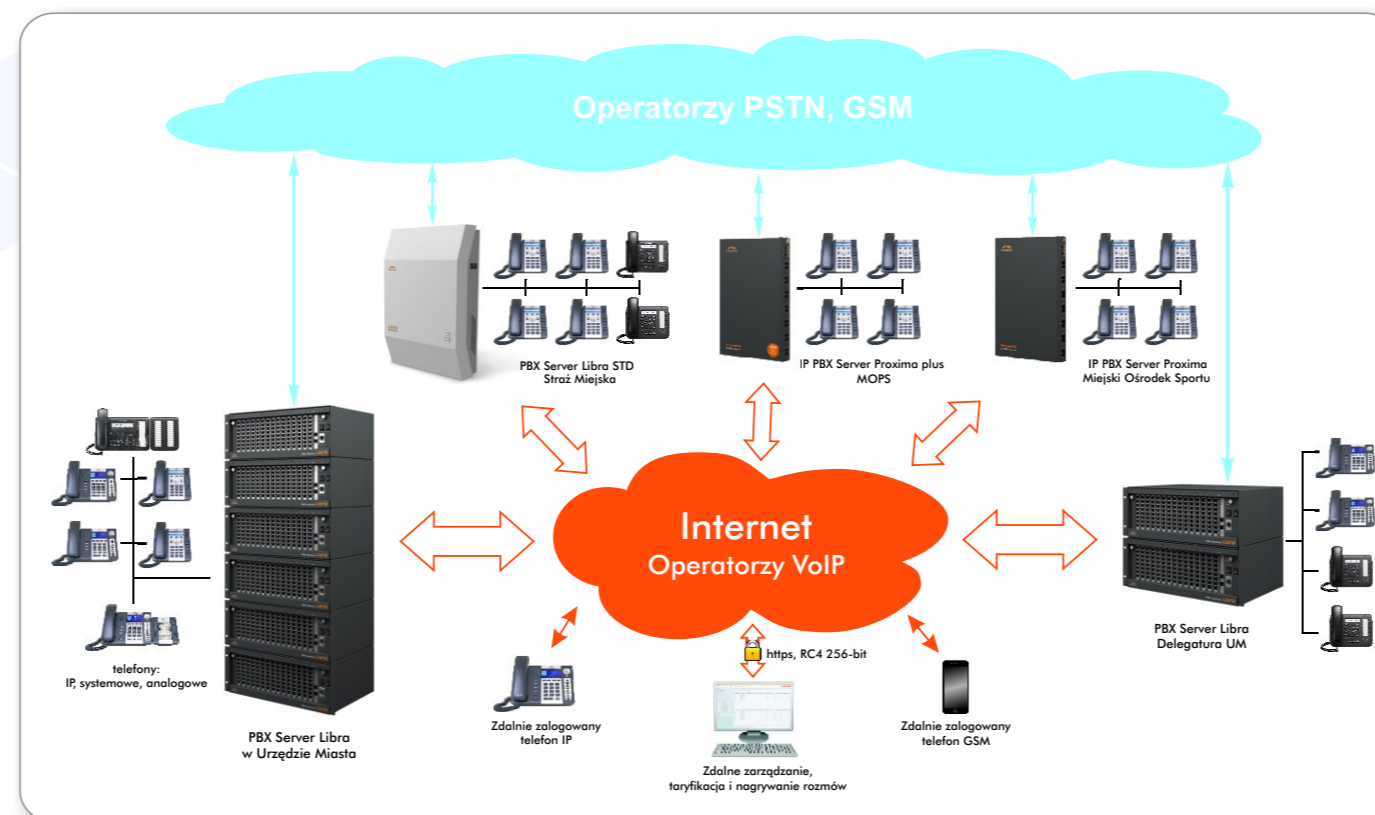 Operatorzy PSTN, GSM
PBX Server Libra STD
Straż Miejska
IP PBX Server Proxima plus
MOPS
IP PBX Server Proxima
Miejski Ośrodek Sportu
Internet
Operatorzy VoIP
telefony:
IP, systemowe, analogowe
PBX Server Libra
w Urzędzie Miasta
PBX Server Libra
Delegatura UM
https, RC4 256-bit
Zdalnie zalogowany
telefon IP
Zdalne zarządzanie,
taryfikacja i nagrywanie rozmów
Zdalnie zalogowany
telefon GSM